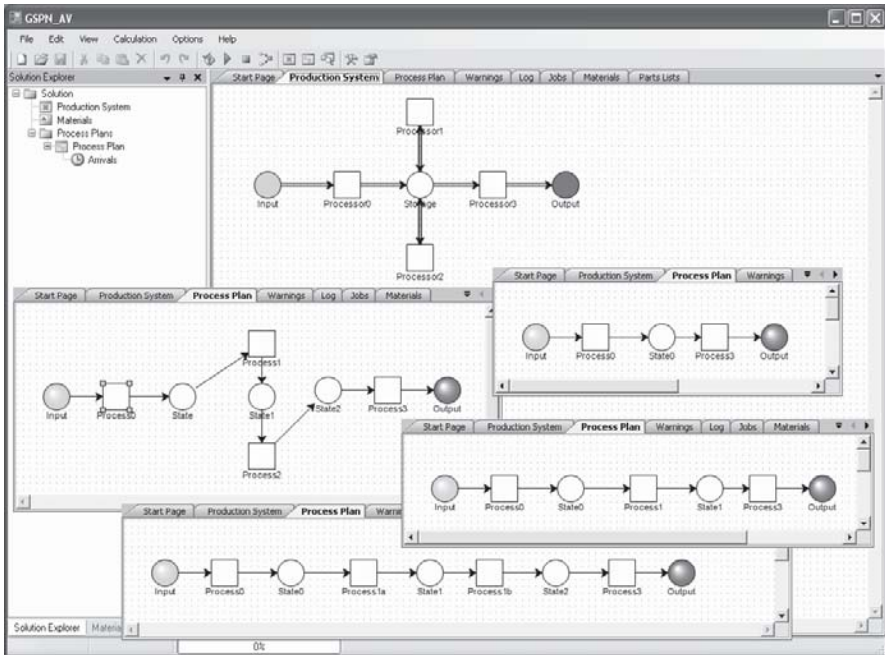 GSPN_AV
File Edit View Calculation Options Help
Solution Explorer
Start Page Production System Process Plan Warnings Log Jobs Materials Parts Lists
Solution
Production System
Materials
Process Plans
Process Plan
Arrivals
Processor1
Input Processor0 Storage Processor3 Output
Processor2
Start Page Production System Process Plan Warnings
Input Process0 State0 Process3 Output
Start Page Production System Process Plan Warnings Log Jobs Materials
Process1
Input Process0 State State1 State2 Process3 Output
Process2
Start Page Production System Process Plan Warnings Log Jobs Materials
Input Process0 State0 Process1 State1 Process3 Output
Start Page Production System Process Plan
Input Process0 State0 Process1a State1 Process1b State2 Process3 Output
Solution Explorer
0%